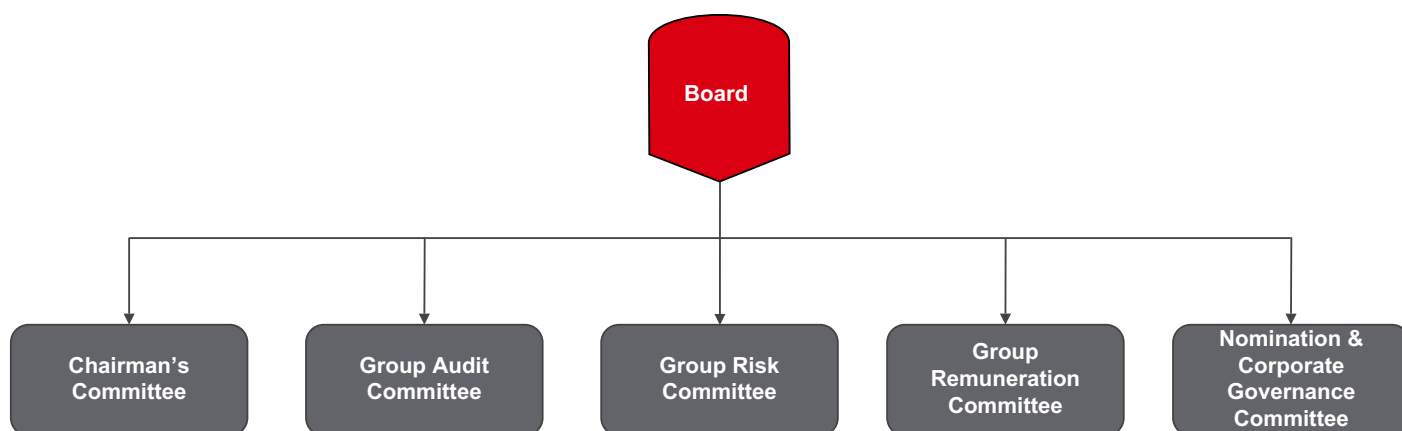 Board
Chairman’s
Committee
Group Audit
Committee
Group Risk
Committee
Group
Remuneration
Committee
Nomination &
Corporate
Governance
Committee